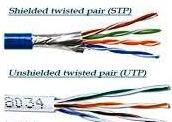 Shielded twisted pair (STP)
Unshielded twisted pair (UTP)
8034